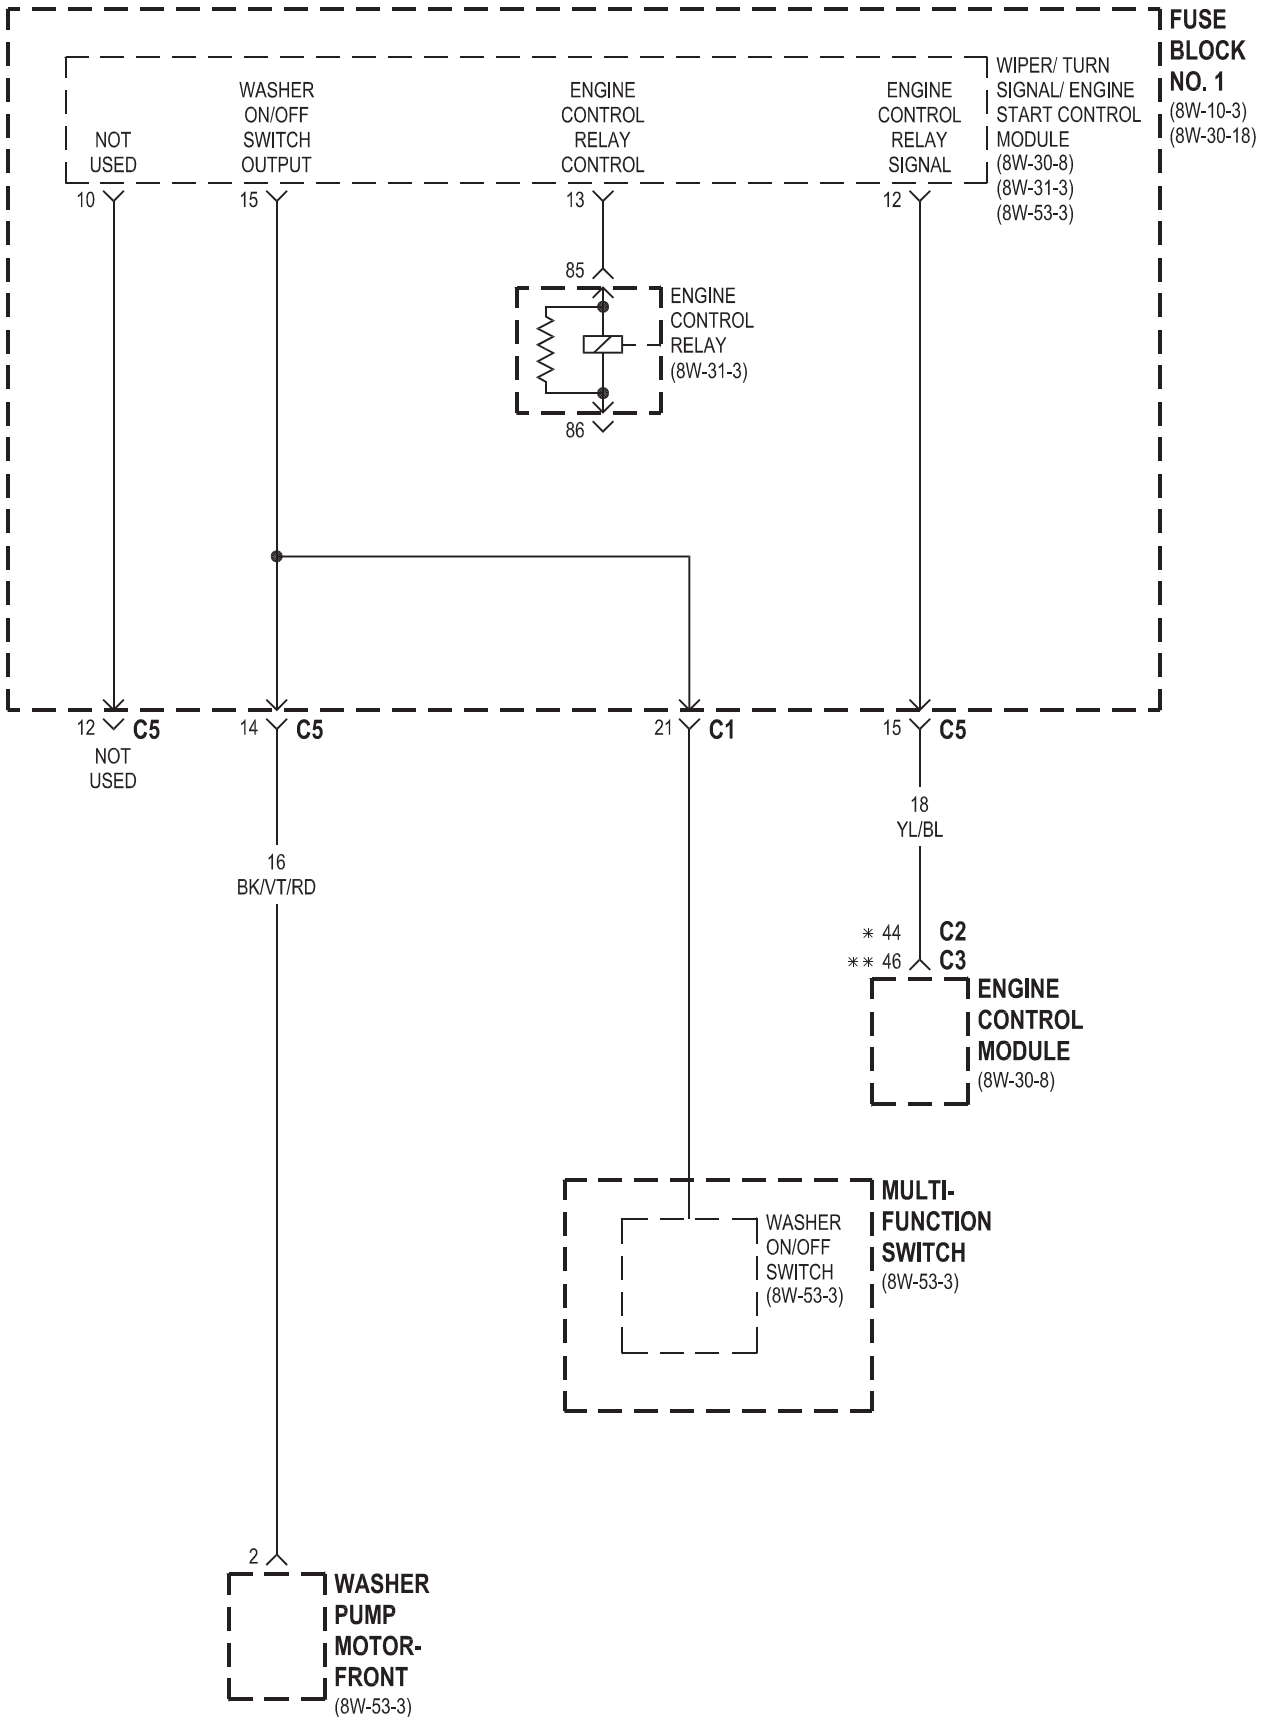 FUSE
BLOCK
NO. 1
(8W-10-3)
(8W-30-18)
WIPER/ TURN
SIGNAL/ ENGINE
START CONTROL
MODULE
(8W-30-8)
(8W-31-3)
(8W-53-3)
NOT
USED
WASHER
ON/OFF
SWITCH
OUTPUT
ENGINE
CONTROL
RELAY
CONTROL
ENGINE
CONTROL
RELAY
SIGNAL
10
15
13
12
85
ENGINE
CONTROL
RELAY
(8W-31-3)
86
12 C5
NOT
USED
14 C5
21 C1
15 C5
18
YL/BL
16
BK/VT/RD
* 44 C2
** 46 C3
ENGINE
CONTROL
MODULE
(8W-30-8)
MULTI-
FUNCTION
SWITCH
(8W-53-3)
WASHER
ON/OFF
SWITCH
(8W-53-3)
2
WASHER
PUMP
MOTOR-
FRONT
(8W-53-3)